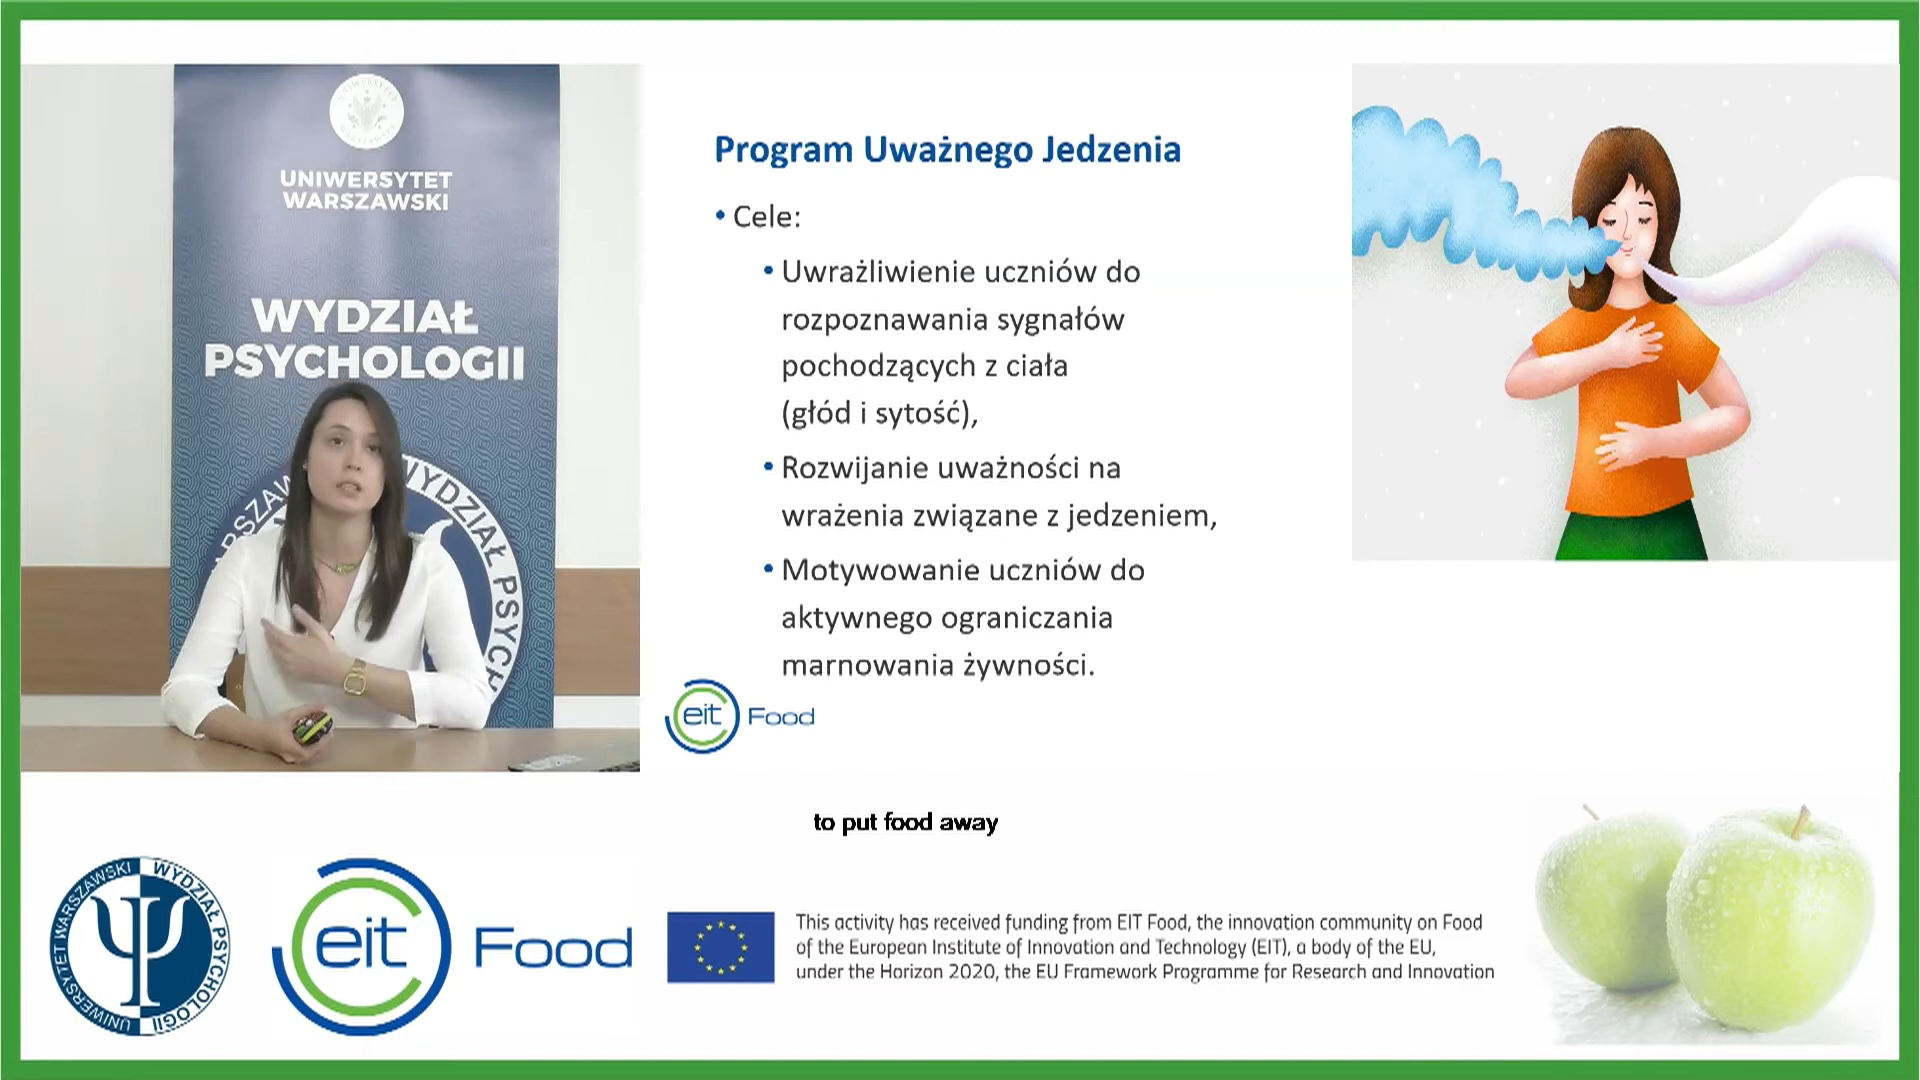 UNIWERSYTET
WARSZAWSKI
WYDZIAŁ
PSYCHOLOGII
WYDZIAŁ PSYCH
Program Uważnego Jedzenia
• Cele:
• Uwrażliwienie uczniów do
rozpoznawania sygnałów
pochodzących z ciała
(głód i sytość),
• Rozwijanie uważności na
wrażenia związane z jedzeniem,
• Motywowanie uczniów do
aktywnego ograniczania
marnowania żywności.
eit Food
to put food away
UNIWERSYTET WARSZAWSKI WYDZIAŁ PSYCHOLOGII
eit Food
This activity has received funding from EIT Food, the innovation community on Food
of the European Institute of Innovation and Technology (EIT), a body of the EU,
under the Horizon 2020, the EU Framework Programme for Research and Innovation